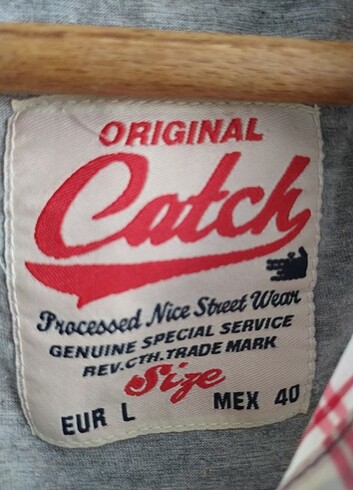 ORIGINAL
Catch
Processed Nice Street Wear
GENUINE SPECIAL SERVICE
REV.CTH.TRADE MARK
Size
EUR L MEX 40